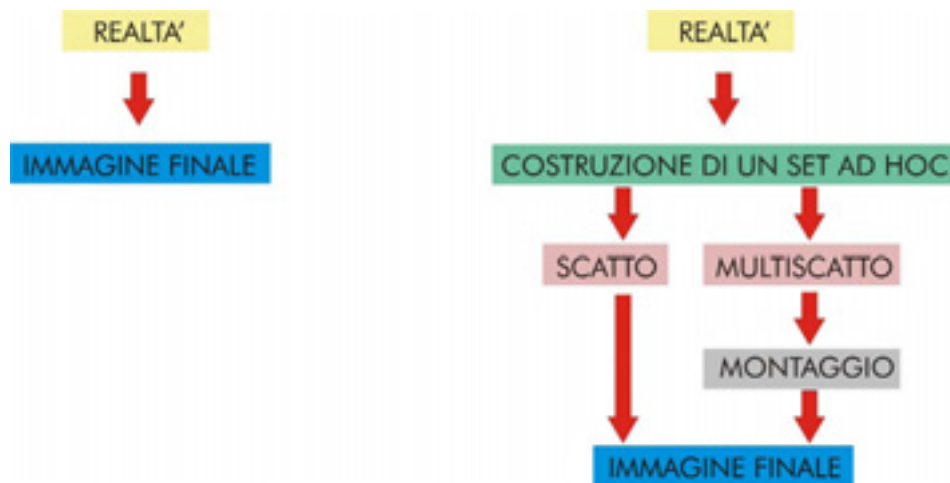 REALTA'
IMMAGINE FINALE
REALTA'
COSTRUZIONE DI UN SET AD HOC
SCATTO
MULTISCATTO
MONTAGGIO
IMMAGINE FINALE